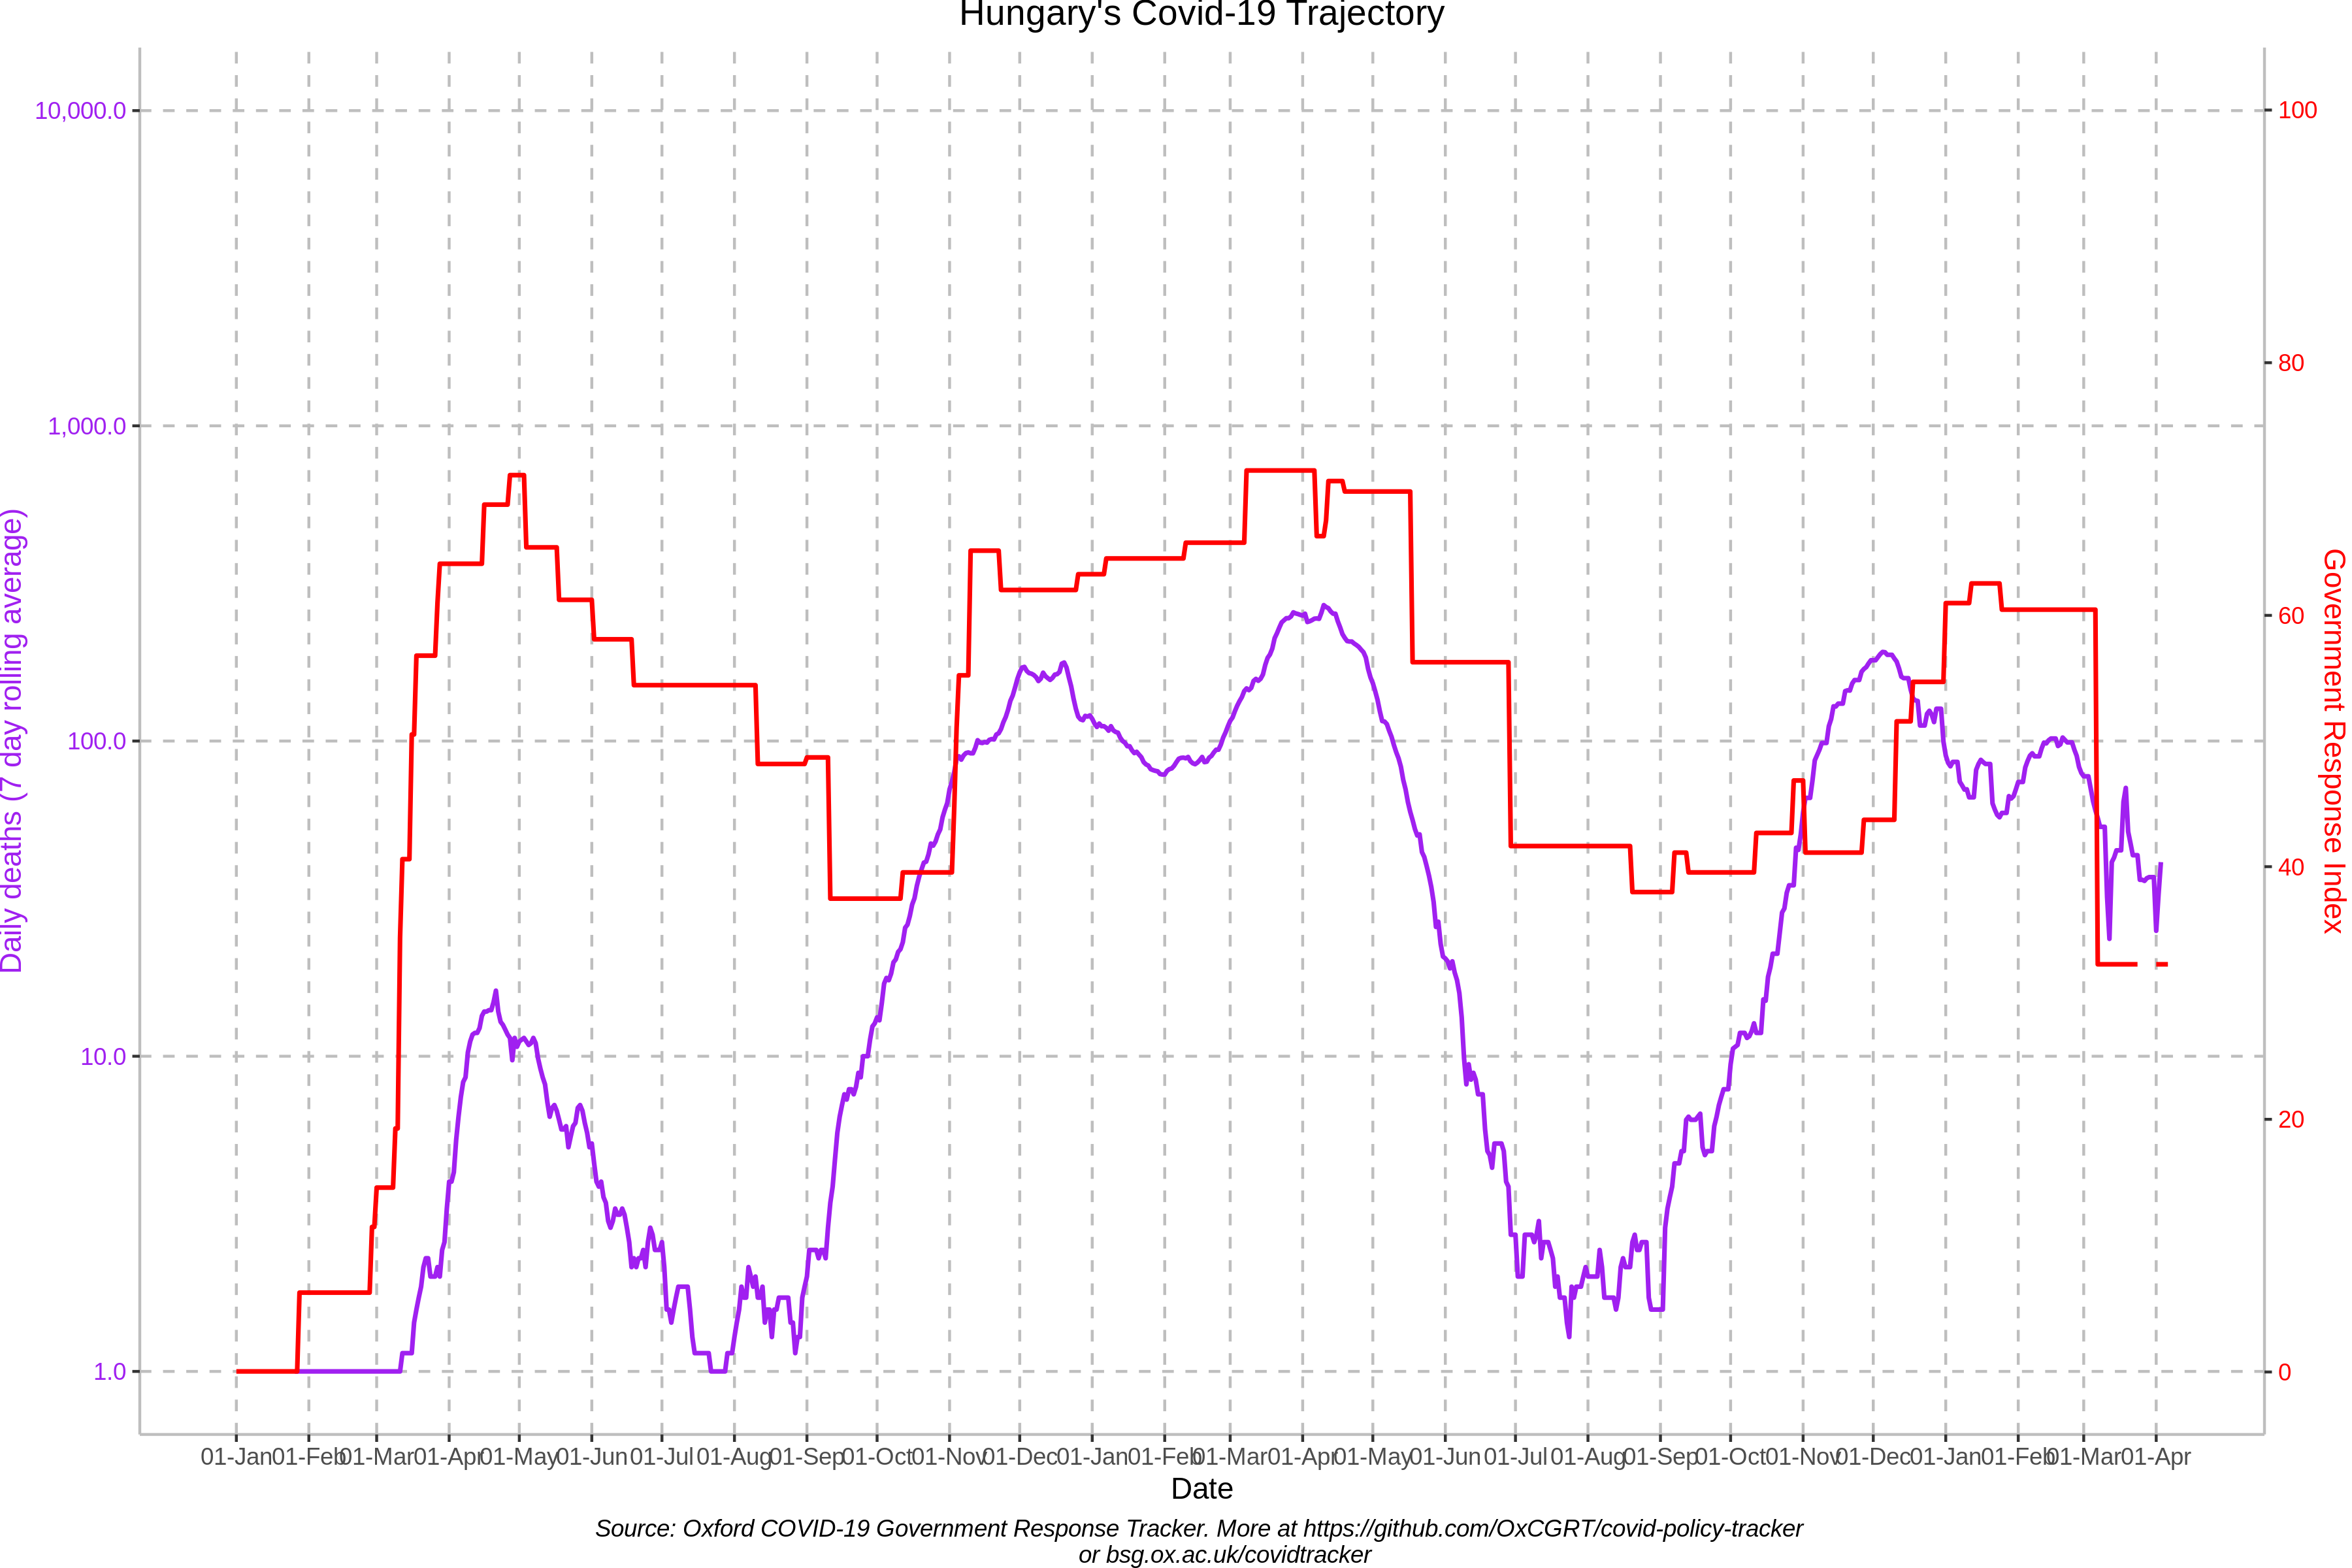 Hungary's Covid-19 Trajectory
10,000.0
1,000.0
100.0
10.0
1.0
Daily deaths (7 day rolling average)
100
80
60
40
20
0
Government Response Index
01-Jan 01-Feb 01-Mar 01-Apr 01-May 01-Jun 01-Jul 01-Aug 01-Sep 01-Oct 01-Nov 01-Dec 01-Jan 01-Feb 01-Mar 01-Apr 01-May 01-Jun 01-Jul 01-Aug 01-Sep 01-Oct 01-Nov 01-Dec 01-Jan 01-Feb 01-Mar 01-Apr
Date
Source: Oxford COVID-19 Government Response Tracker. More at https://github.com/OxCGRT/covid-policy-tracker
or bsg.ox.ac.uk/covidtracker